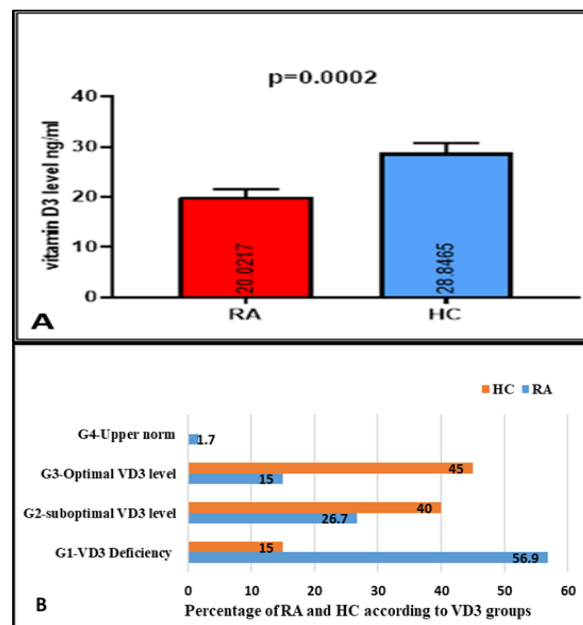 p=0.0002
vitamin D3 level ng/ml
40
30
20
10
0
20.0217
28.8465
RA
HC
A
HC
RA
G4-Upper norm
1.7
G3-Optimal VD3 level
45
15
G2-suboptimal VD3 level
40
26.7
G1-VD3 Deficiency
15
56.9
0 10 20 30 40 50 60
Percentage of RA and HC according to VD3 groups
B